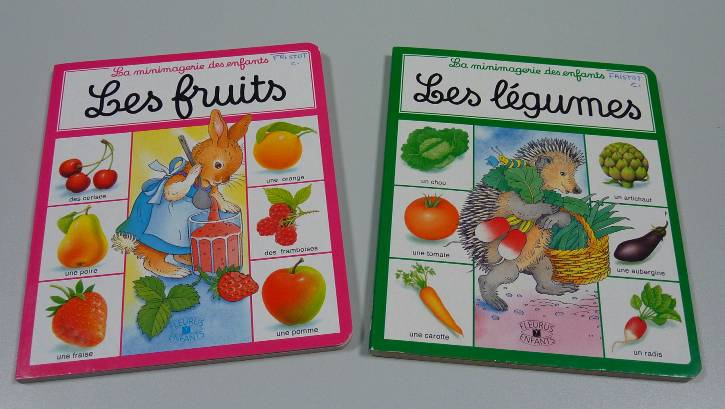 La minimagerie des enfants
FRISTOT
C.
Les fruits
des cerises
une orange
une poire
des framboises
une fraise
une pomme
FLEURUS
ENFANTS
La minimagerie des enfants
FRISTOT
C.
Les légumes
un chou
un artichaut
une tomate
une aubergine
une carotte
un radis
FLEURUS
ENFANTS